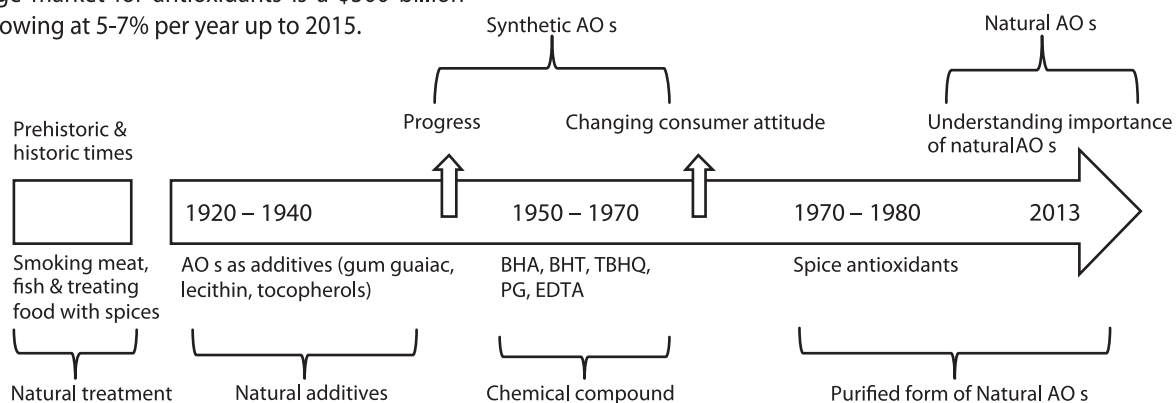 owing at 5-7% per year up to 2015.
Synthetic AO s
Natural AO s
Prehistoric &
historic times
Progress
Changing consumer attitude
Understanding importance
of natural AO s
1920 – 1940
1950 – 1970
1970 – 1980
2013
Smoking meat,
fish & treating
food with spices
AO s as additives (gum guaiac,
lecithin, tocopherols)
BHA, BHT, TBHQ,
PG, EDTA
Spice antioxidants
Natural treatment
Natural additives
Chemical compound
Purified form of Natural AO s